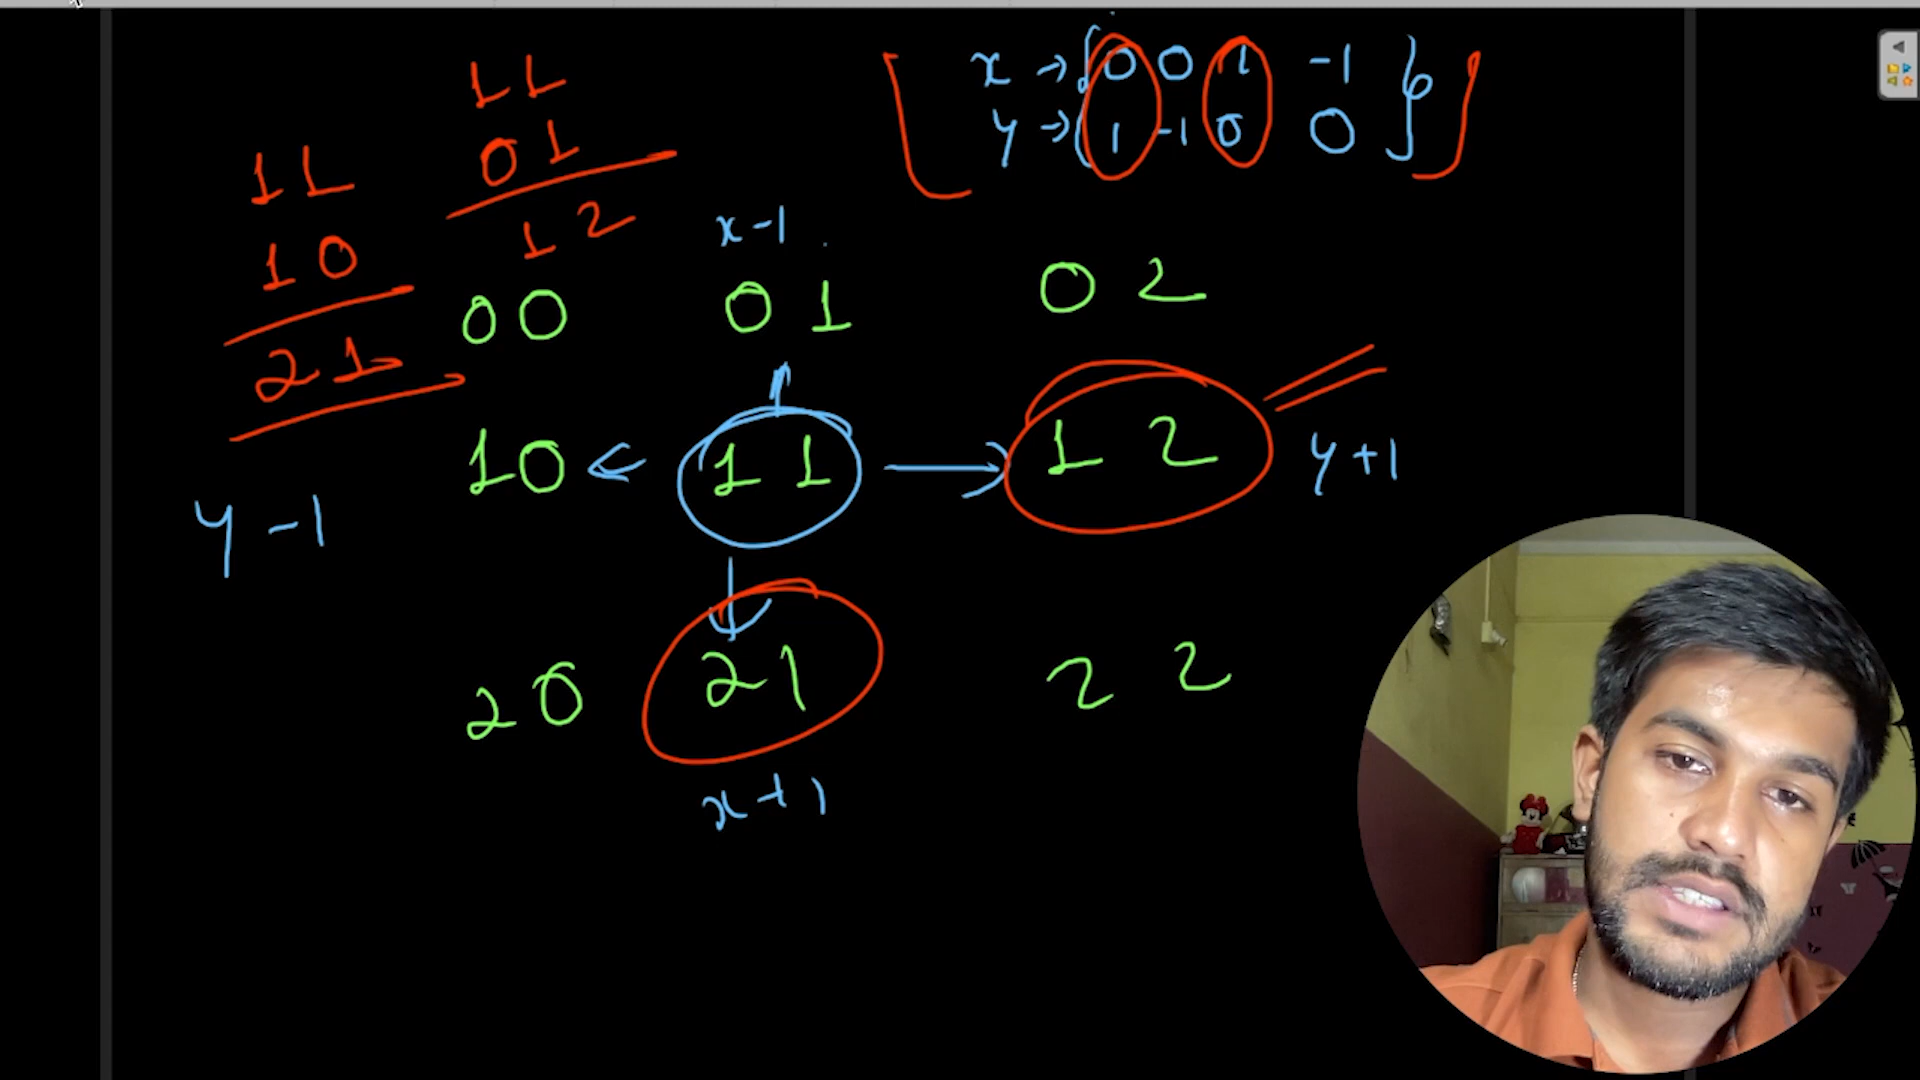 x → { 0 0 1 -1 }
y → { 1 -1 0 0 }
1 1
0 1
1 2
1 1
1 0
2 1
x-1
0 0 0 1 0 2
1 0 1 1 1 2 y+1
y-1
2 0 2 1 2 2
x+1